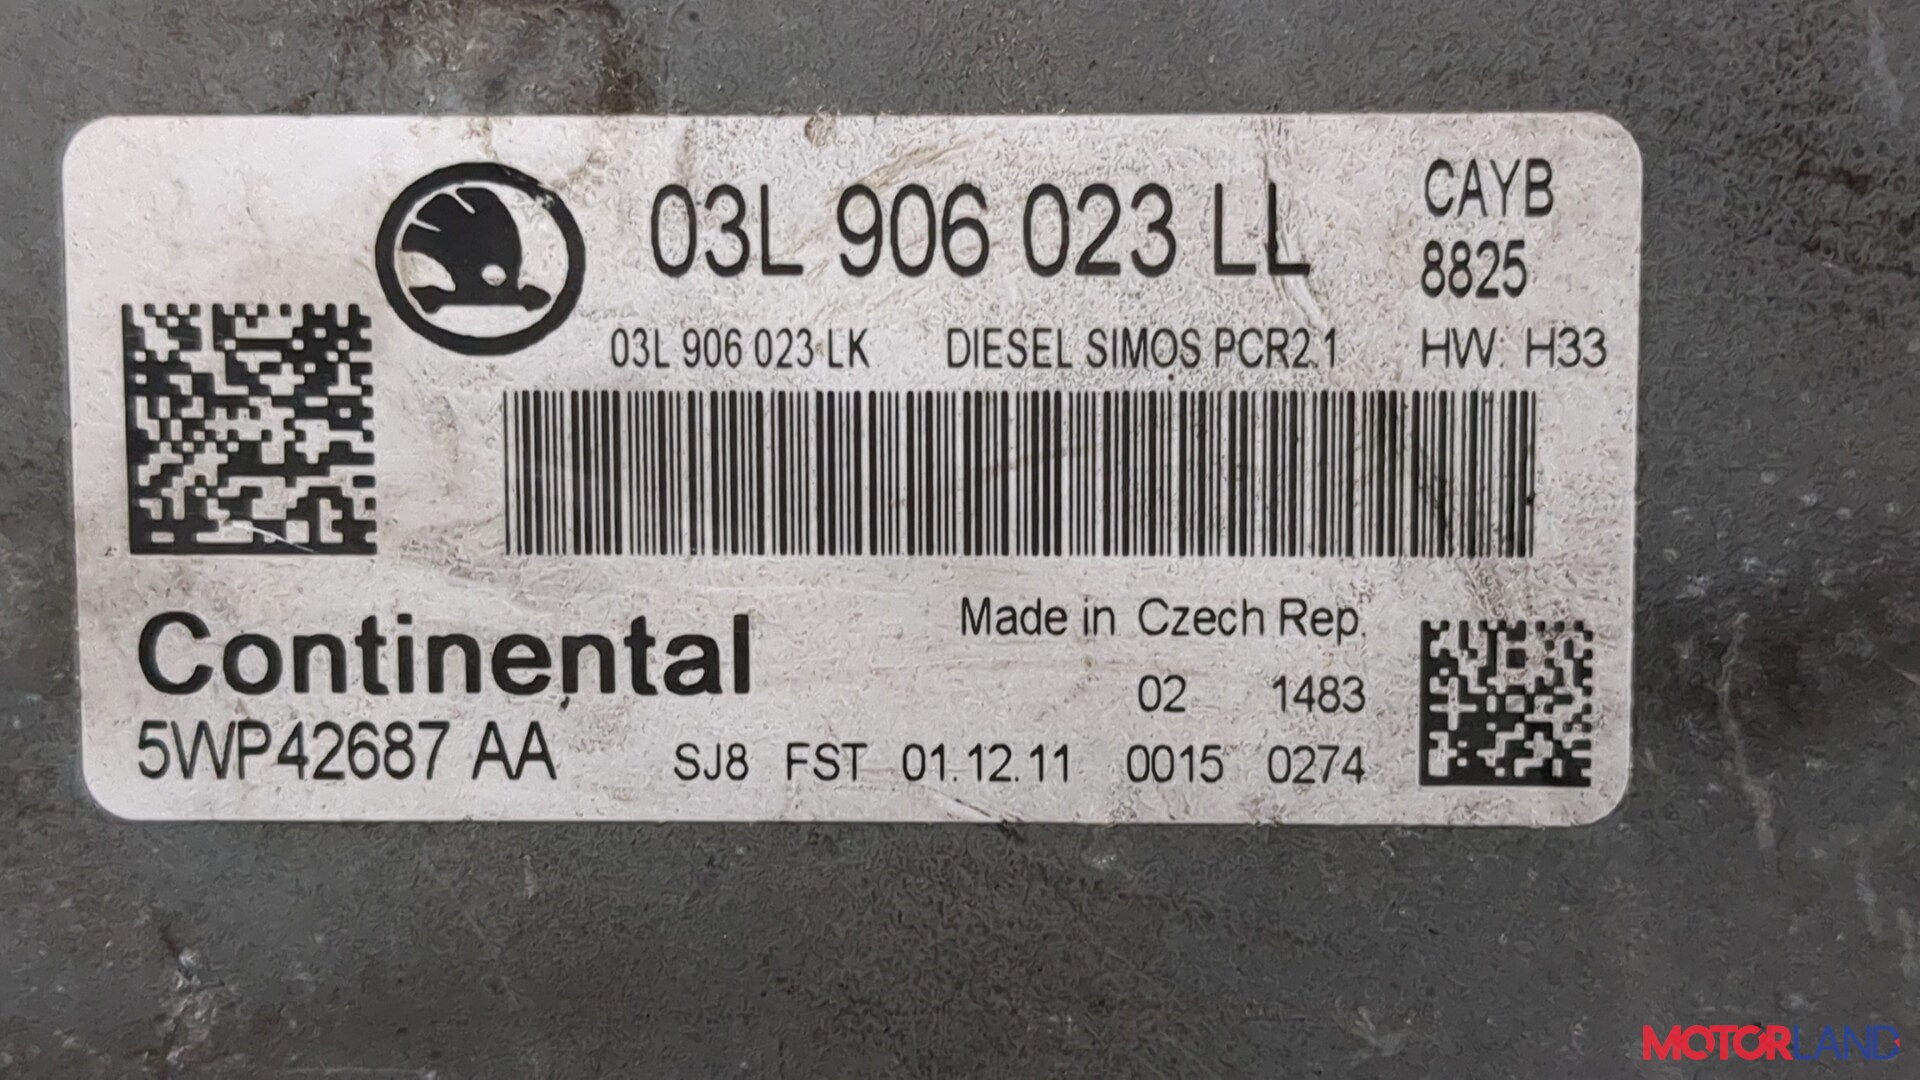 03L 906 023 LL
CAYB
8825
03L 906 023 LK DIESEL SIMOS PCR2.1 HW: H33
Continental
Made in Czech Rep.
02 1483
5WP42687 AA SJ8 FST 01.12.11 0015 0274
MOTORLAND